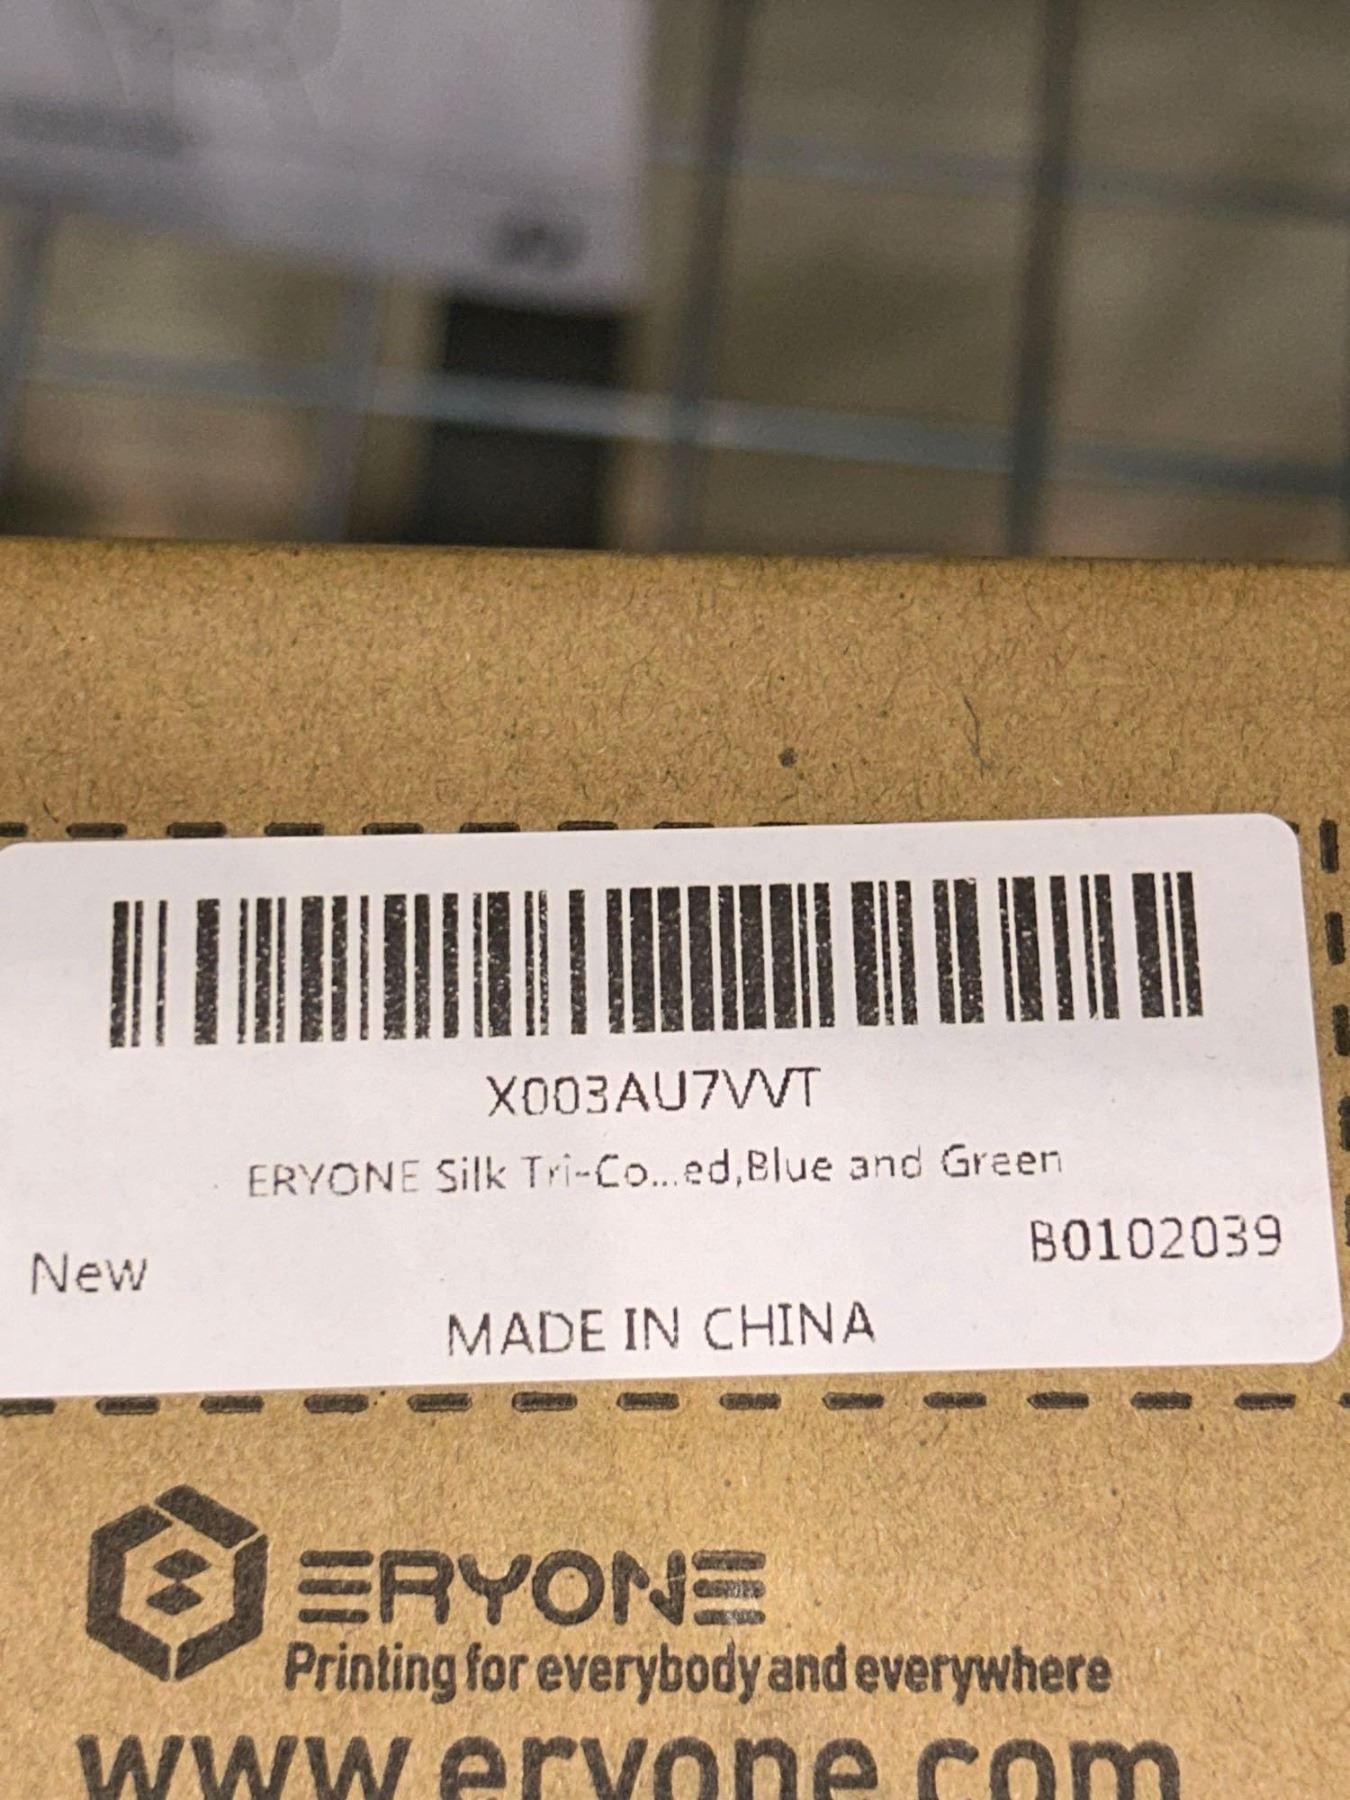 X003AU7VVT
ERYONE Silk Tri-Co...ed,Blue and Green
New
B0102039
MADE IN CHINA
ERYONE
Printing for everybody and everywhere
www.eryone.com